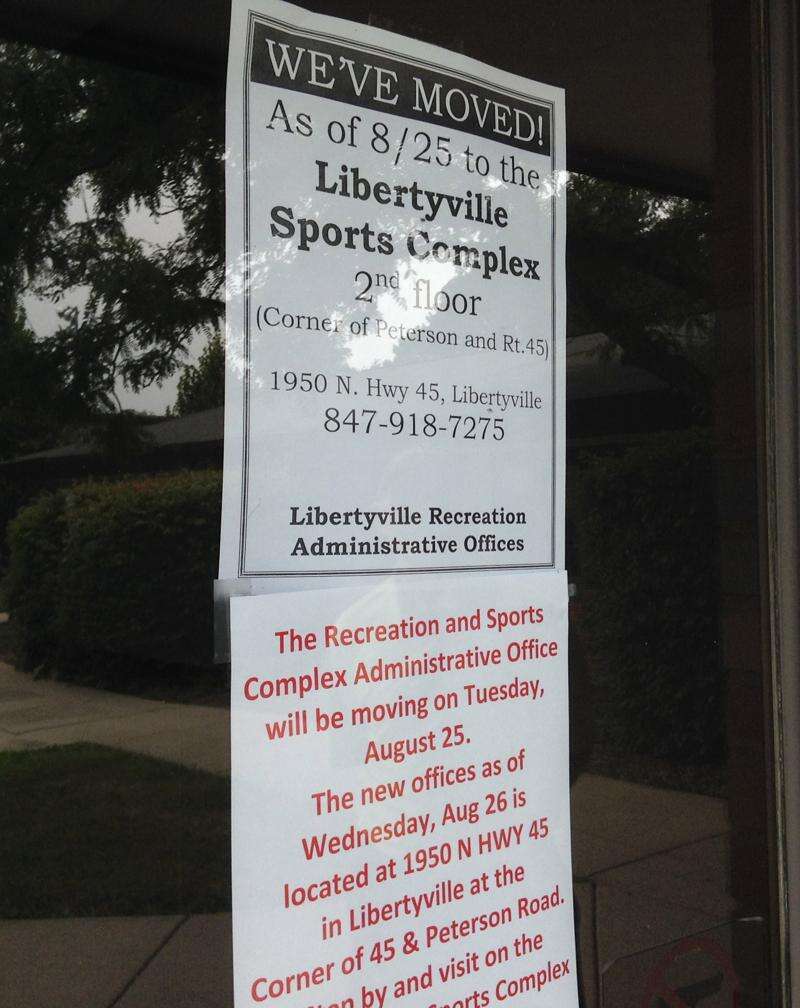 WE'VE MOVED!
As of 8/25 to the
Libertyville
Sports Complex
2nd floor
(Corner of Peterson and Rt.45)
1950 N. Hwy 45, Libertyville
847-918-7275
Libertyville Recreation
Administrative Offices
The Recreation and Sports
Complex Administrative Office
will be moving on Tuesday,
August 25.
The new offices as of
Wednesday, Aug 26 is
located at 1950 N HWY 45
in Libertyville at the
Corner of 45 & Peterson Road.
by and visit on the
Sports Complex